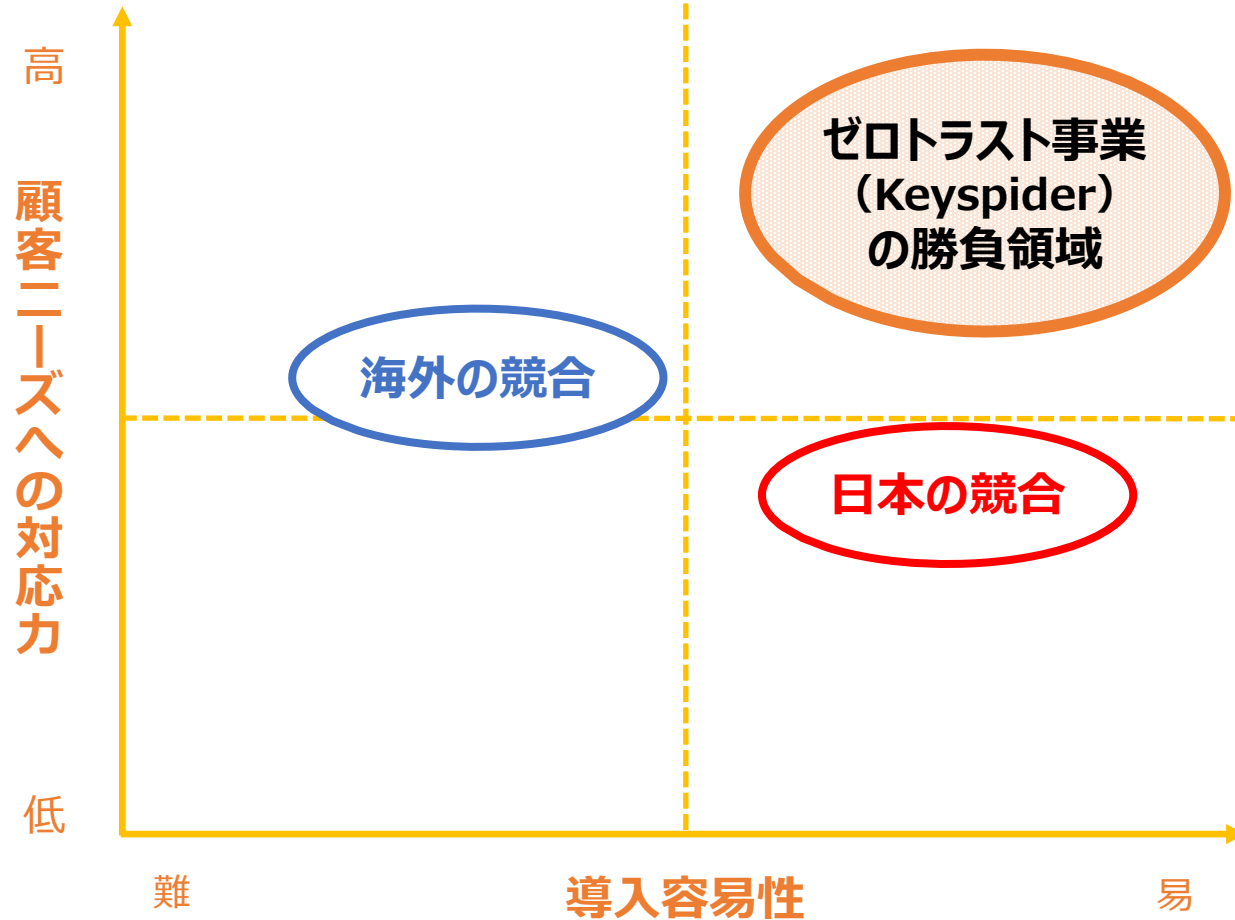 高
顧客ニーズへの対応力
低
ゼロトラスト事業
（Keyspider）
の勝負領域
海外の競合
日本の競合
難
導入容易性
易